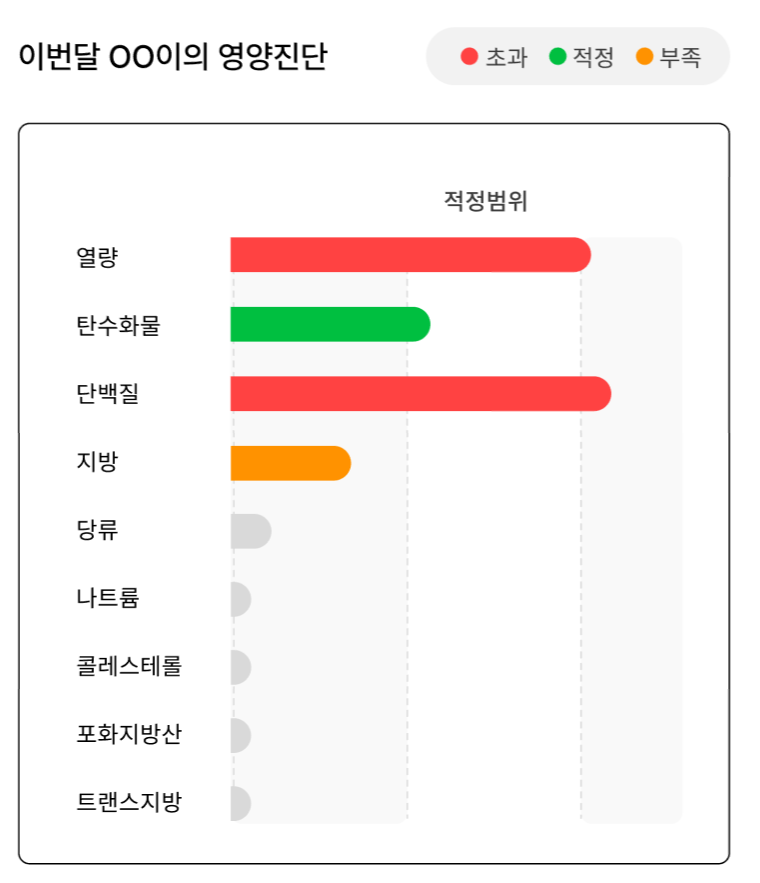 이번달 OO이의 영양진단
초과 적정 부족
적정범위
열량
탄수화물
단백질
지방
당류
나트륨
콜레스테롤
포화지방산
트랜스지방